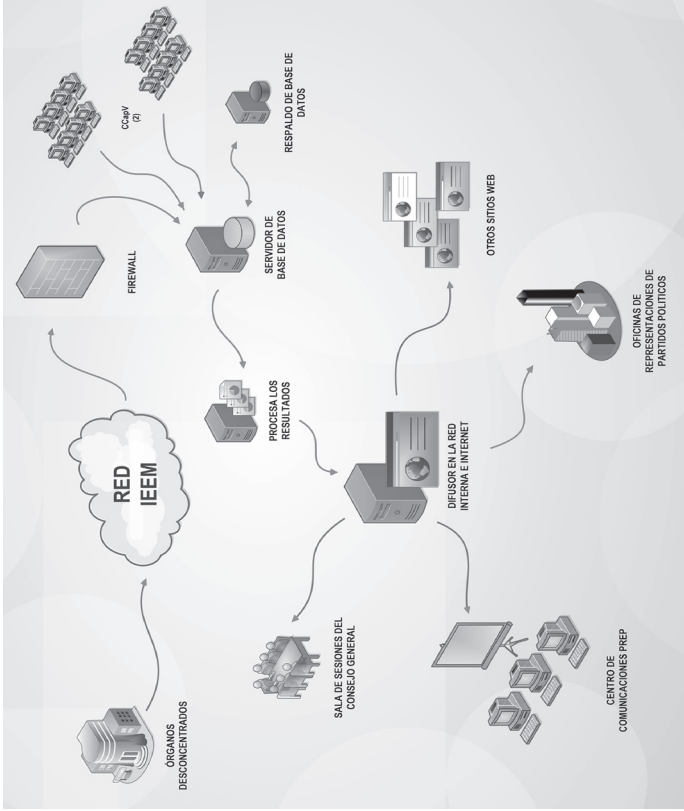 ÓRGANOS
DESCONCENTRADOS
RED
IEEM
FIREWALL
CCapV
(2)
SERVIDOR DE
BASE DE DATOS
RESPALDO DE BASE DE
DATOS
PROCESA LOS
RESULTADOS
DIFUSOR EN LA RED
INTERNA E INTERNET
SALA DE SESIONES DEL
CONSEJO GENERAL
CENTRO DE
COMUNICACIONES PREP
OTROS SITIOS WEB
OFICINAS DE
REPRESENTACIONES DE
PARTIDOS POLITICOS